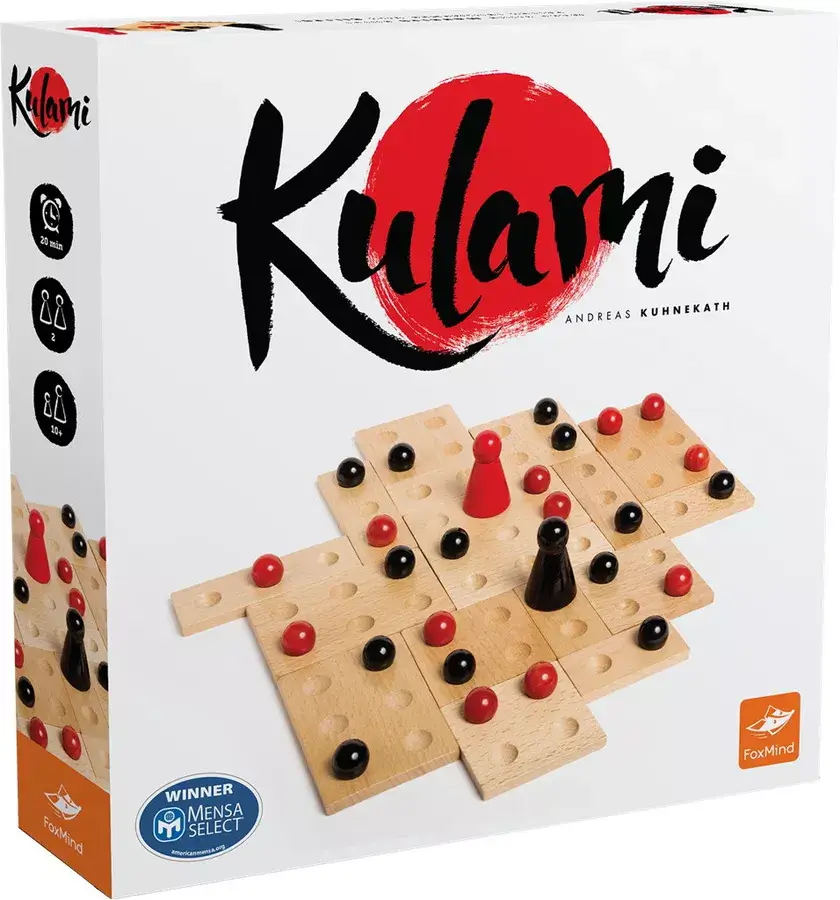 Kulami
20 min
2
10+
FoxMind
Kulami
ANDREAS KUHNEKATH
FoxMind
WINNER
MENSA
SELECT
americanmensa.org